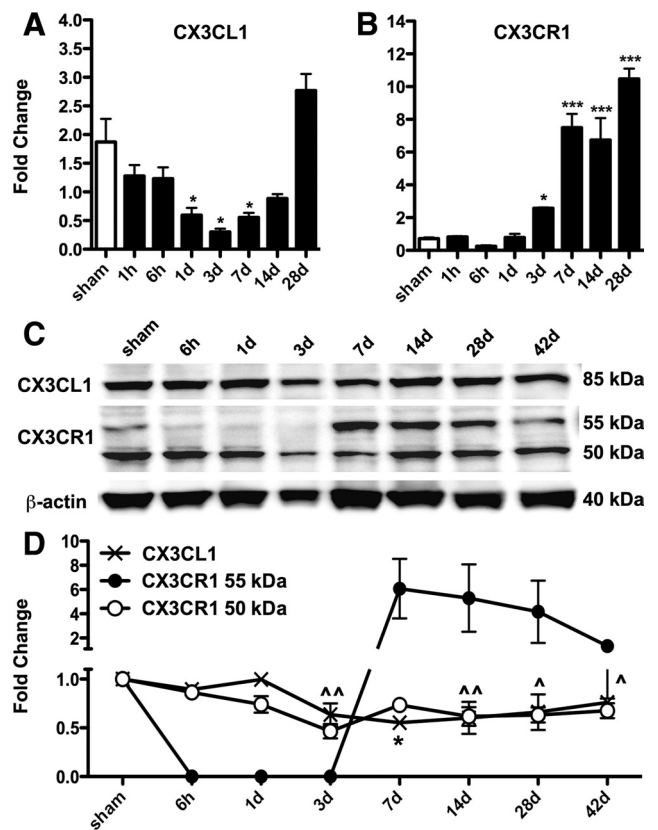 A
CX3CL1
Fold Change
4.0
3.5
3.0
2.5
2.0
1.5
1.0
0.5
0.0
*
*
*
sham
1h
6h
1d
3d
7d
14d
28d
B
CX3CR1
14
12
10
8
6
4
2
0
*
***
***
***
sham
1h
6h
1d
3d
7d
14d
28d
C
sham 6h 1d 3d 7d 14d 28d 42d
CX3CL1 85 kDa
CX3CR1 55 kDa
50 kDa
β-actin 40 kDa
D
Fold Change
10
8
6
4
2
CX3CL1
CX3CR1 55 kDa
CX3CR1 50 kDa
Fold Change
1.0
0.5
0.0
^^
*
^^
^
^
sham 6h 1d 3d 7d 14d 28d 42d